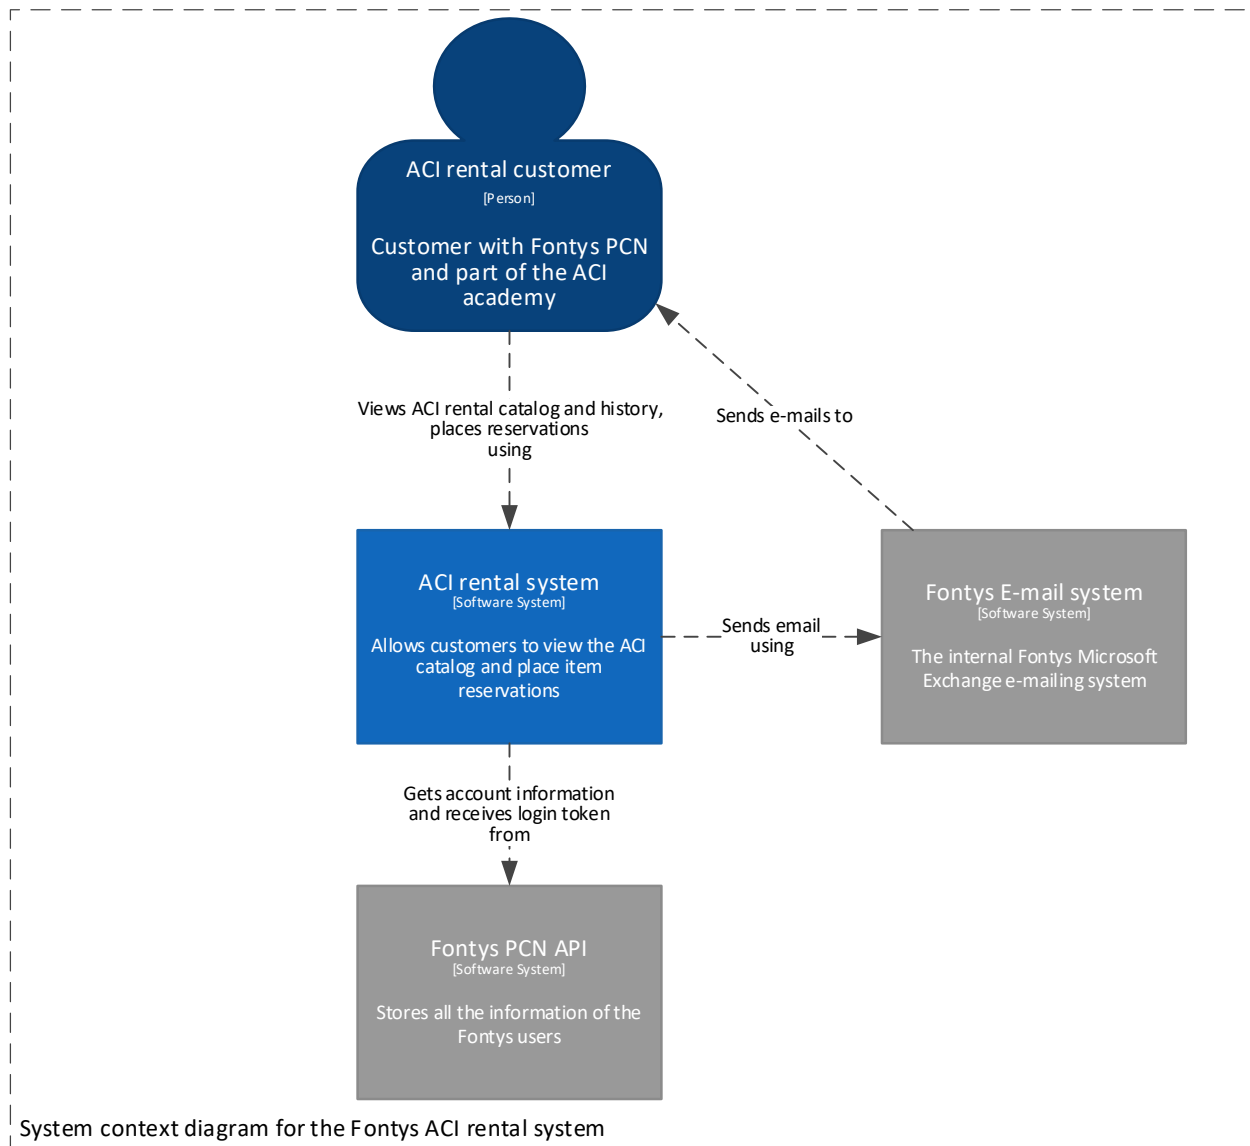 ACI rental customer
[Person]
Customer with Fontys PCN
and part of the ACI
academy
Views ACI rental catalog and history,
places reservations
using
Sends e-mails to
ACI rental system
[Software System]
Allows customers to view the ACI
catalog and place item
reservations
Sends email
using
Fontys E-mail system
[Software System]
The internal Fontys Microsoft
Exchange e-mailing system
Gets account information
and receives login token
from
Fontys PCN API
[Software System]
Stores all the information of the
Fontys users
System context diagram for the Fontys ACI rental system